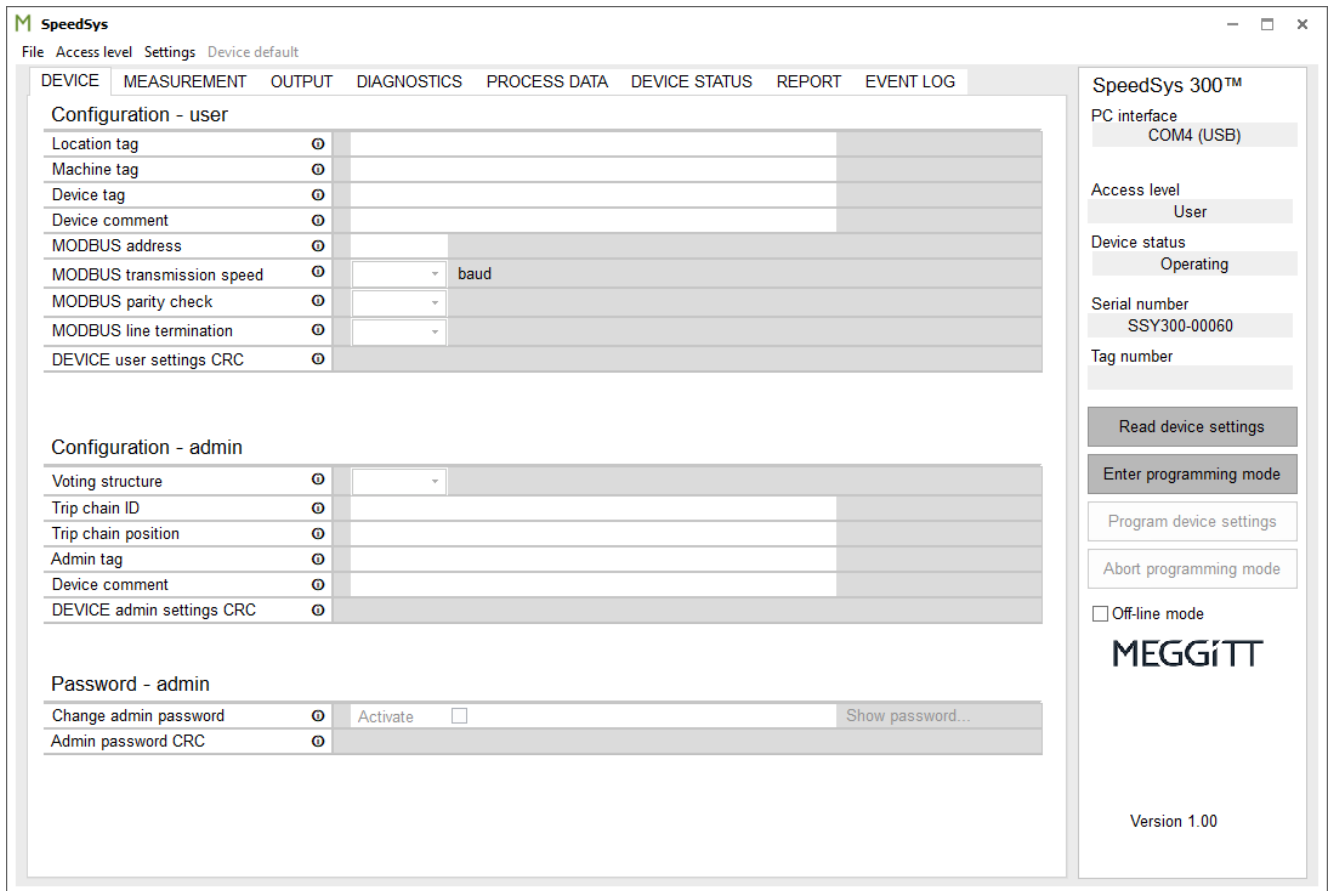 SpeedSys
File Access level Settings Device default
DEVICE MEASUREMENT OUTPUT DIAGNOSTICS PROCESS DATA DEVICE STATUS REPORT EVENT LOG
Configuration - user
Location tag
Machine tag
Device tag
Device comment
MODBUS address
MODBUS transmission speed baud
MODBUS parity check
MODBUS line termination
DEVICE user settings CRC
Configuration - admin
Voting structure
Trip chain ID
Trip chain position
Admin tag
Device comment
DEVICE admin settings CRC
Password - admin
Change admin password Activate Show password...
Admin password CRC
SpeedSys 300™
PC interface
COM4 (USB)
Access level
User
Device status
Operating
Serial number
SSY300-00060
Tag number
Read device settings
Enter programming mode
Program device settings
Abort programming mode
Off-line mode
MEGGiTT
Version 1.00